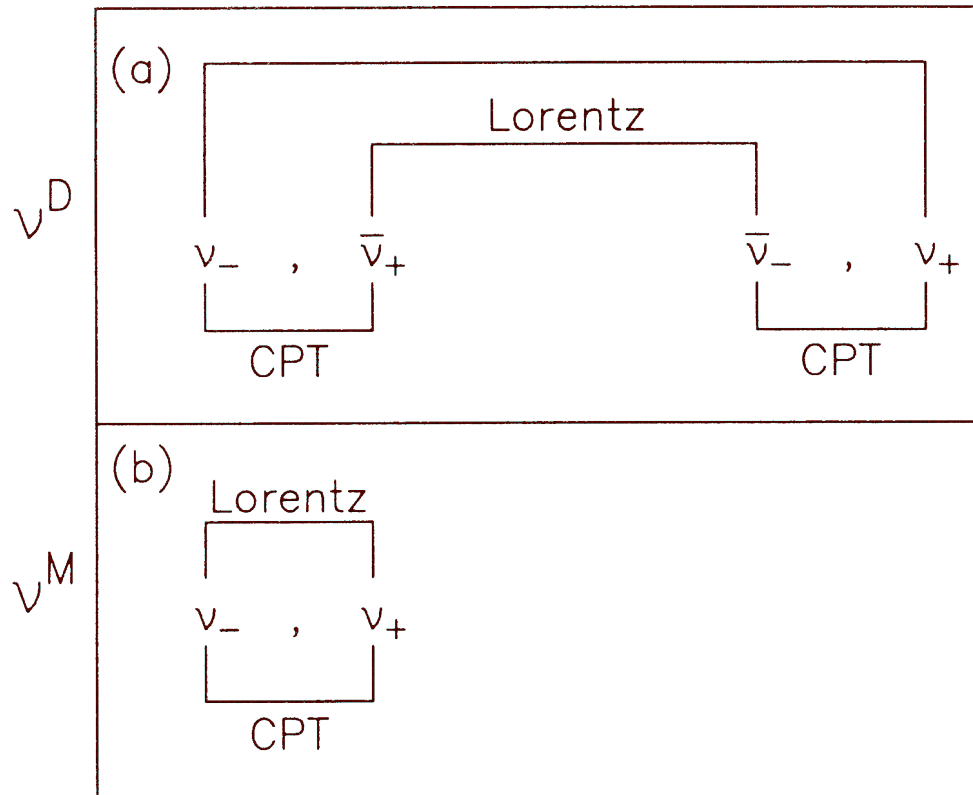 (a)
Lorentz
ν^D
ν₋ , ν̅₊ ν̅₋ , ν₊
CPT CPT
(b)
Lorentz
ν^M
ν₋ , ν₊
CPT